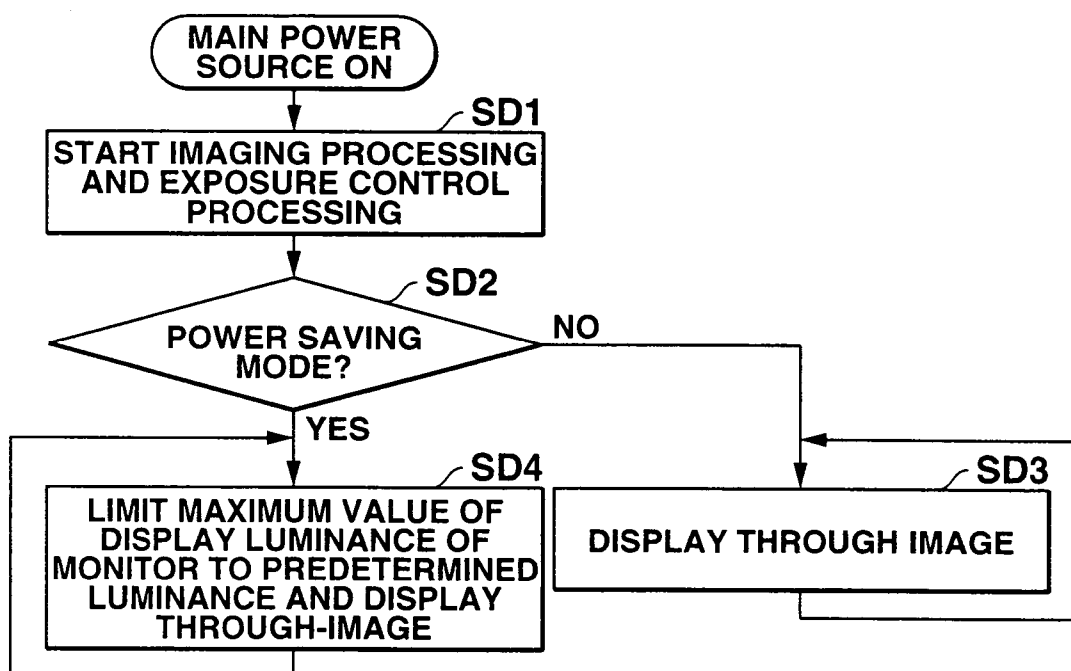 MAIN POWER
SOURCE ON
SD1
START IMAGING PROCESSING
AND EXPOSURE CONTROL
PROCESSING
SD2
POWER SAVING
MODE?
NO
YES
SD4
LIMIT MAXIMUM VALUE OF
DISPLAY LUMINANCE OF
MONITOR TO PREDETERMINED
LUMINANCE AND DISPLAY
THROUGH-IMAGE
SD3
DISPLAY THROUGH IMAGE